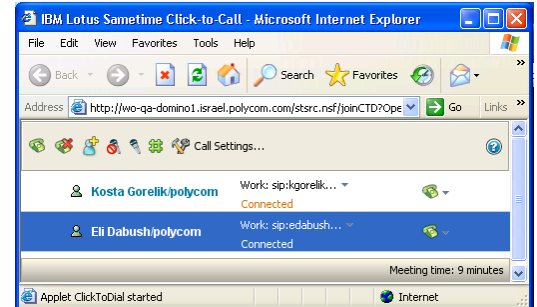 IBM Lotus Sametime Click-to-Call - Microsoft Internet Explorer
File Edit View Favorites Tools Help
Back Search Favorites
Address http://wo-qa-domino1.israel.polycom.com/stsrc.nsf/joinCTD?Ope Go Links
Call Settings...
Kosta Gorelik/polycom Work: sip:kgorelik...
Connected
Eli Dabush/polycom Work: sip:edabush...
Connected
Meeting time: 9 minutes
Applet ClickToDial started Internet